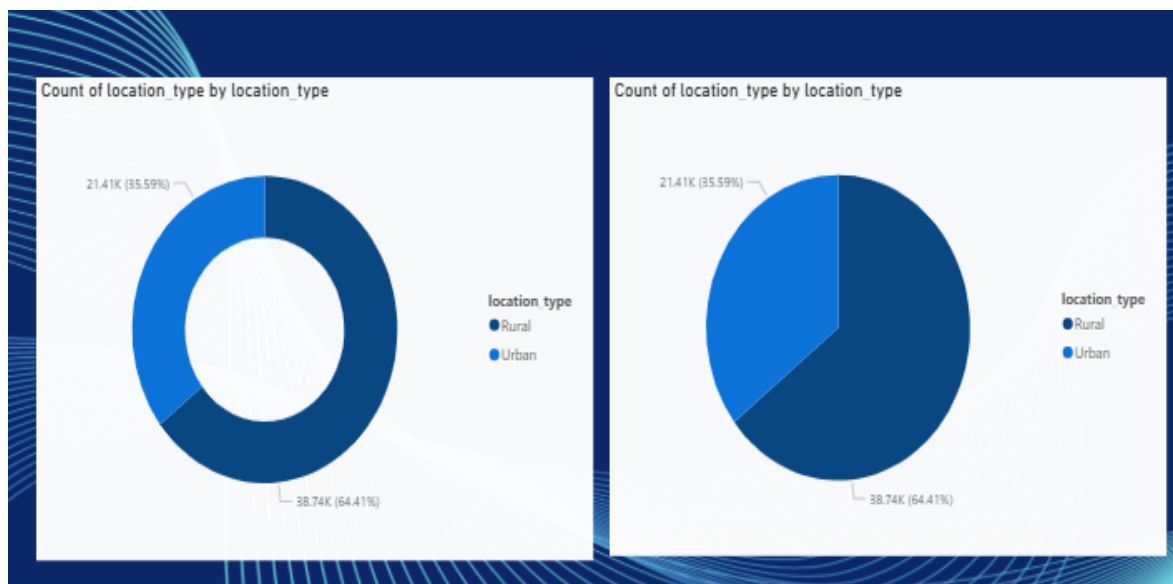 Count of location_type by location_type
21.41K (35.59%)
location_type
Rural
Urban
38.74K (64.41%)
Count of location_type by location_type
21.41K (35.59%)
location_type
Rural
Urban
38.74K (64.41%)